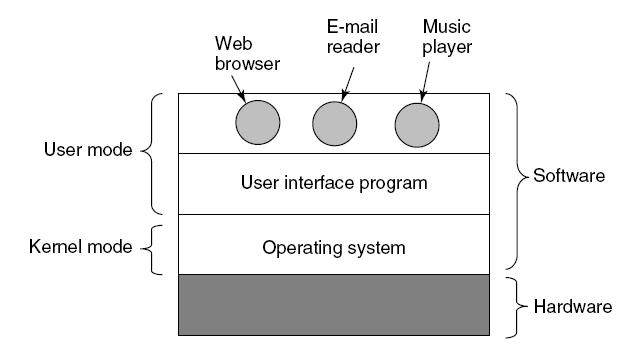 Web
browser
E-mail
reader
Music
player
User mode
User interface program
Software
Kernel mode
Operating system
Hardware